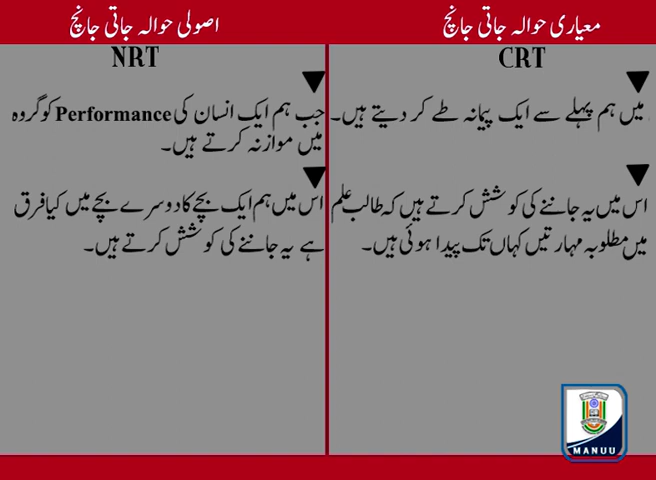 معیاری حوالہ جاتی جانچ
CRT
میں ہم پہلے سے ایک پیمانہ طے کر دیتے ہیں۔
اس میں یہ جاننے کی کوشش کرتے ہیں کہ طالب علم
میں مطلوبہ مہارتیں کہاں تک پیدا ہوئی ہیں۔
اصولی حوالہ جاتی جانچ
NRT
جب ہم ایک انسان کی Performance کو گروہ
میں موازنہ کرتے ہیں۔
اس میں ہم ایک بچے کا دوسرے بچے میں کیا فرق
ہے یہ جاننے کی کوشش کرتے ہیں۔
MANUU